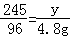 245/96 = y/4.8g